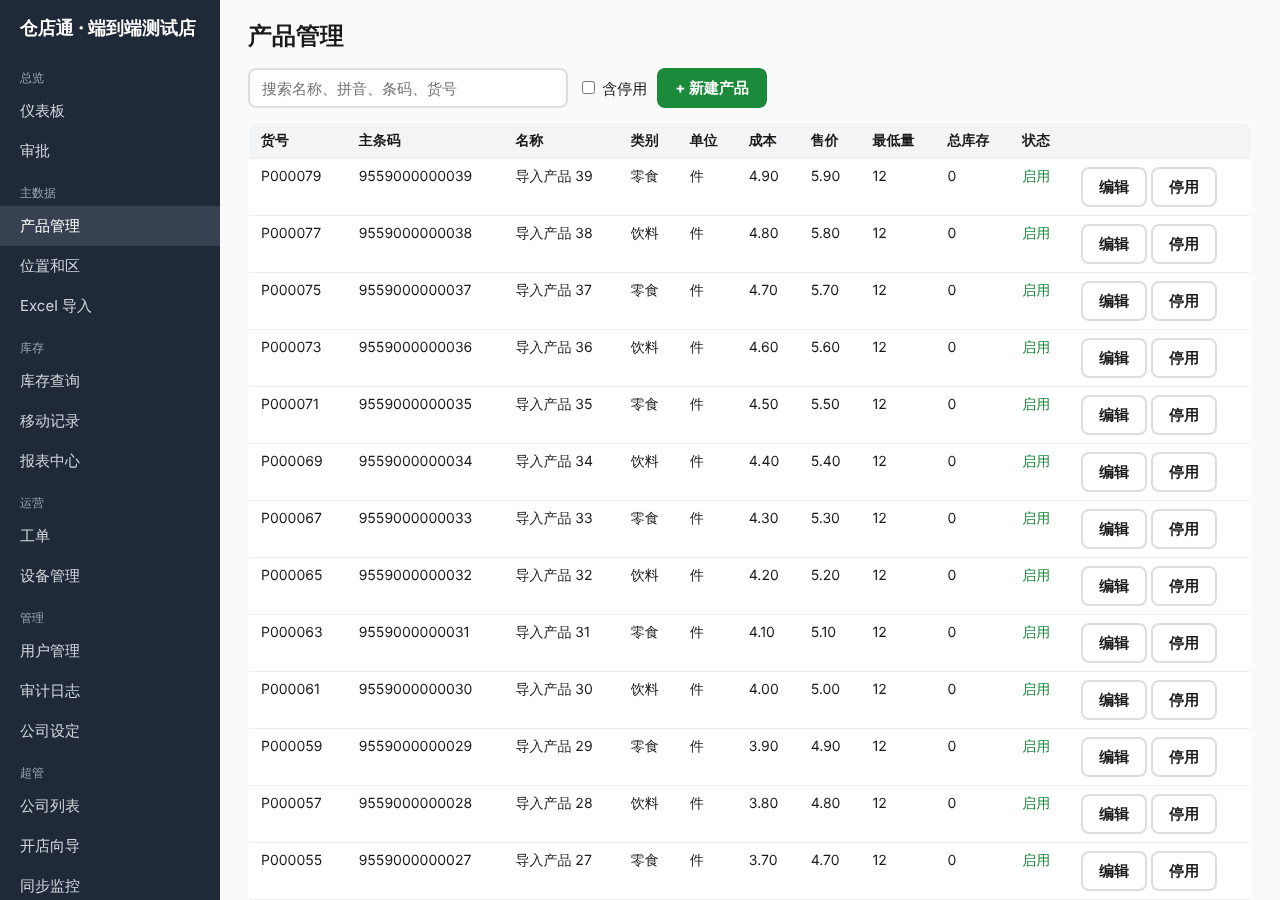 仓店通 · 端到端测试店
总览
仪表板
审批
主数据
产品管理
位置和区
Excel 导入
库存
库存查询
移动记录
报表中心
运营
工单
设备管理
管理
用户管理
审计日志
公司设定
超管
公司列表
开店向导
同步监控
产品管理
搜索名称、拼音、条码、货号 含停用 + 新建产品
货号 主条码 名称 类别 单位 成本 售价 最低量 总库存 状态
P000079 9559000000039 导入产品 39 零食 件 4.90 5.90 12 0 启用 编辑 停用
P000077 9559000000038 导入产品 38 饮料 件 4.80 5.80 12 0 启用 编辑 停用
P000075 9559000000037 导入产品 37 零食 件 4.70 5.70 12 0 启用 编辑 停用
P000073 9559000000036 导入产品 36 饮料 件 4.60 5.60 12 0 启用 编辑 停用
P000071 9559000000035 导入产品 35 零食 件 4.50 5.50 12 0 启用 编辑 停用
P000069 9559000000034 导入产品 34 饮料 件 4.40 5.40 12 0 启用 编辑 停用
P000067 9559000000033 导入产品 33 零食 件 4.30 5.30 12 0 启用 编辑 停用
P000065 9559000000032 导入产品 32 饮料 件 4.20 5.20 12 0 启用 编辑 停用
P000063 9559000000031 导入产品 31 零食 件 4.10 5.10 12 0 启用 编辑 停用
P000061 9559000000030 导入产品 30 饮料 件 4.00 5.00 12 0 启用 编辑 停用
P000059 9559000000029 导入产品 29 零食 件 3.90 4.90 12 0 启用 编辑 停用
P000057 9559000000028 导入产品 28 饮料 件 3.80 4.80 12 0 启用 编辑 停用
P000055 9559000000027 导入产品 27 零食 件 3.70 4.70 12 0 启用 编辑 停用